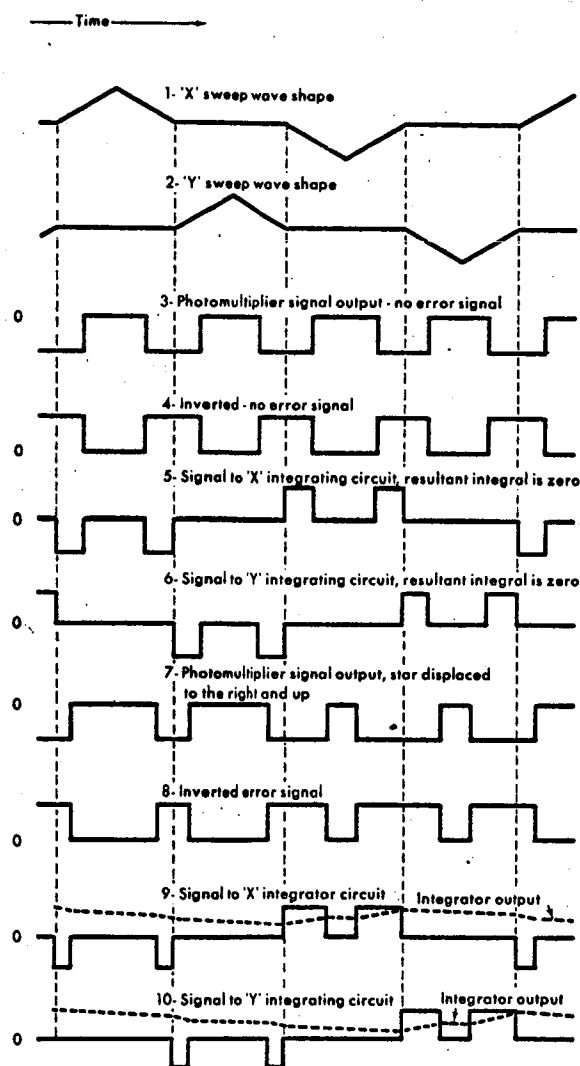 Time
1- 'X' sweep wave shape
2- 'Y' sweep wave shape
3- Photomultiplier signal output - no error signal
0
4- Inverted - no error signal
0
5- Signal to 'X' integrating circuit, resultant integral is zero
0
6- Signal to 'Y' integrating circuit, resultant integral is zero
0
7- Photomultiplier signal output, star displaced
to the right and up
0
8- Inverted error signal
0
9- Signal to 'X' integrator circuit
Integrator output
0
10- Signal to 'Y' integrating circuit
Integrator output
0